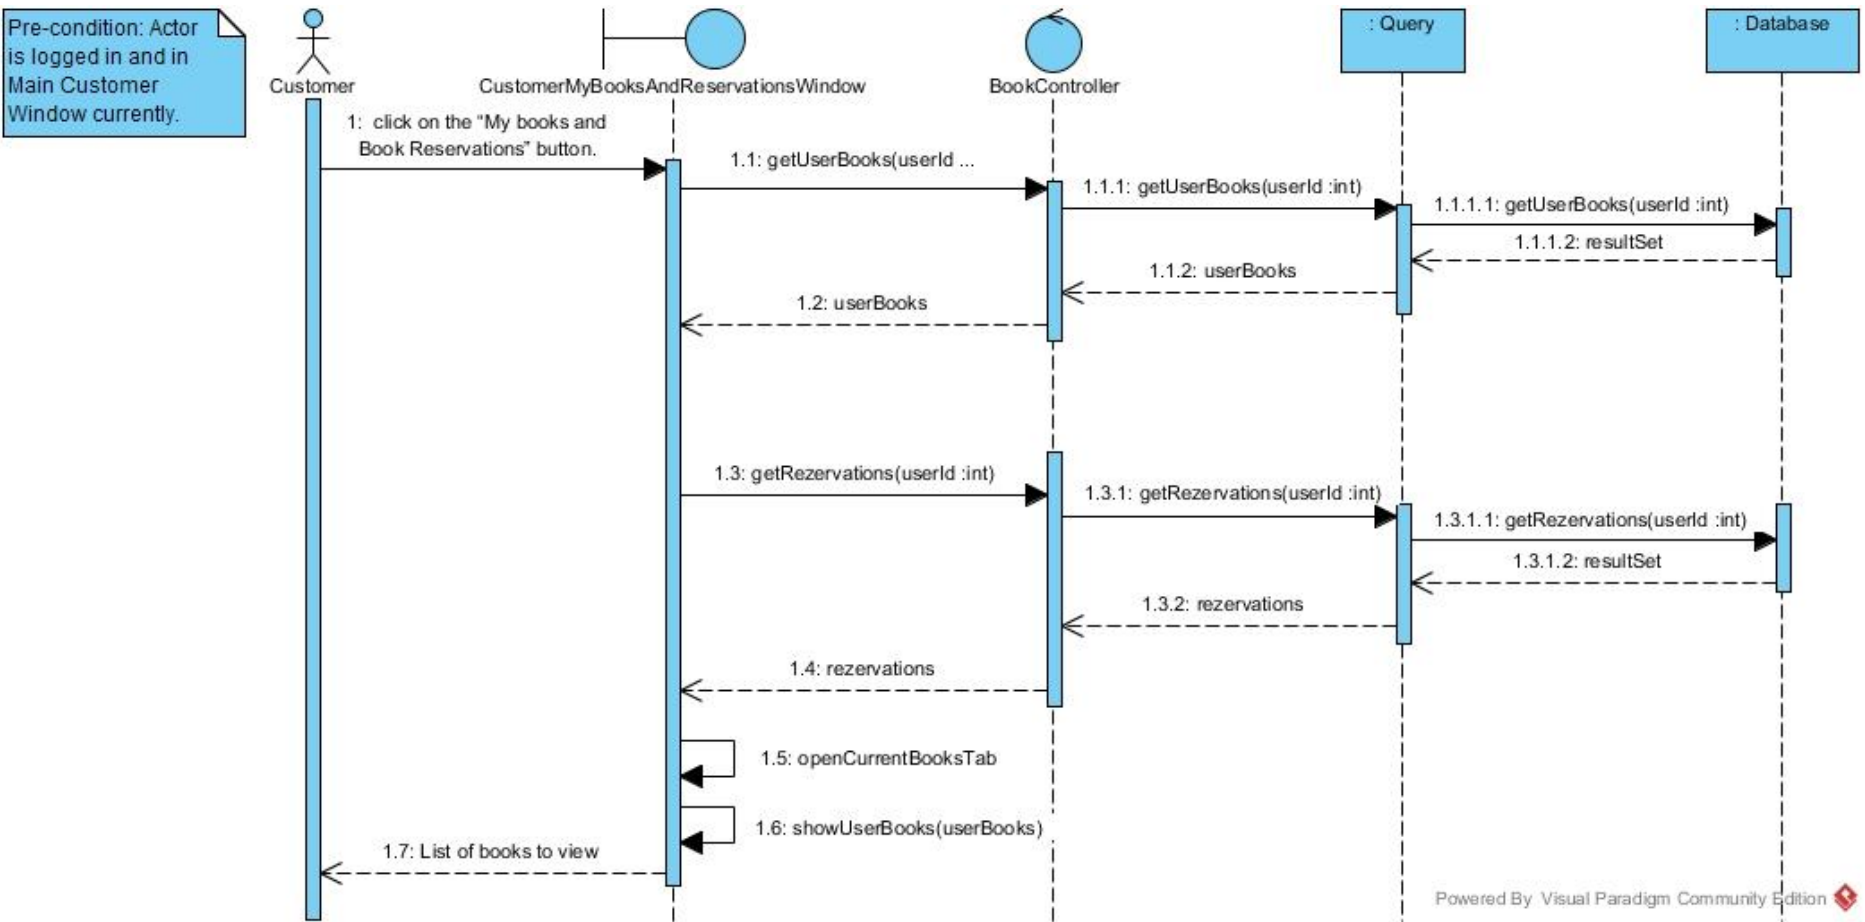 Pre-condition: Actor
is logged in and in
Main Customer
Window currently.
Customer
CustomerMyBooksAndReservationsWindow
BookController
: Query
: Database
1: click on the “My books and
Book Reservations” button.
1.1: getUserBooks(userId ...
1.1.1: getUserBooks(userId :int)
1.1.1.1: getUserBooks(userId :int)
1.1.1.2: resultSet
1.1.2: userBooks
1.2: userBooks
1.3: getRezervations(userId :int)
1.3.1: getRezervations(userId :int)
1.3.1.1: getRezervations(userId :int)
1.3.1.2: resultSet
1.3.2: rezervations
1.4: rezervations
1.5: openCurrentBooksTab
1.6: showUserBooks(userBooks)
1.7: List of books to view
Powered By Visual Paradigm Community Edition